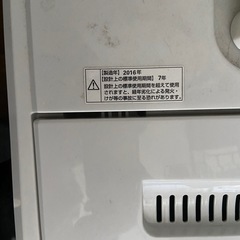 【製造年】2016年
【設計上の標準使用期間】7年
設計上の標準使用期間を超えて使用
されますと、経年劣化による発火・
けが等の事故に至る恐れがあります。